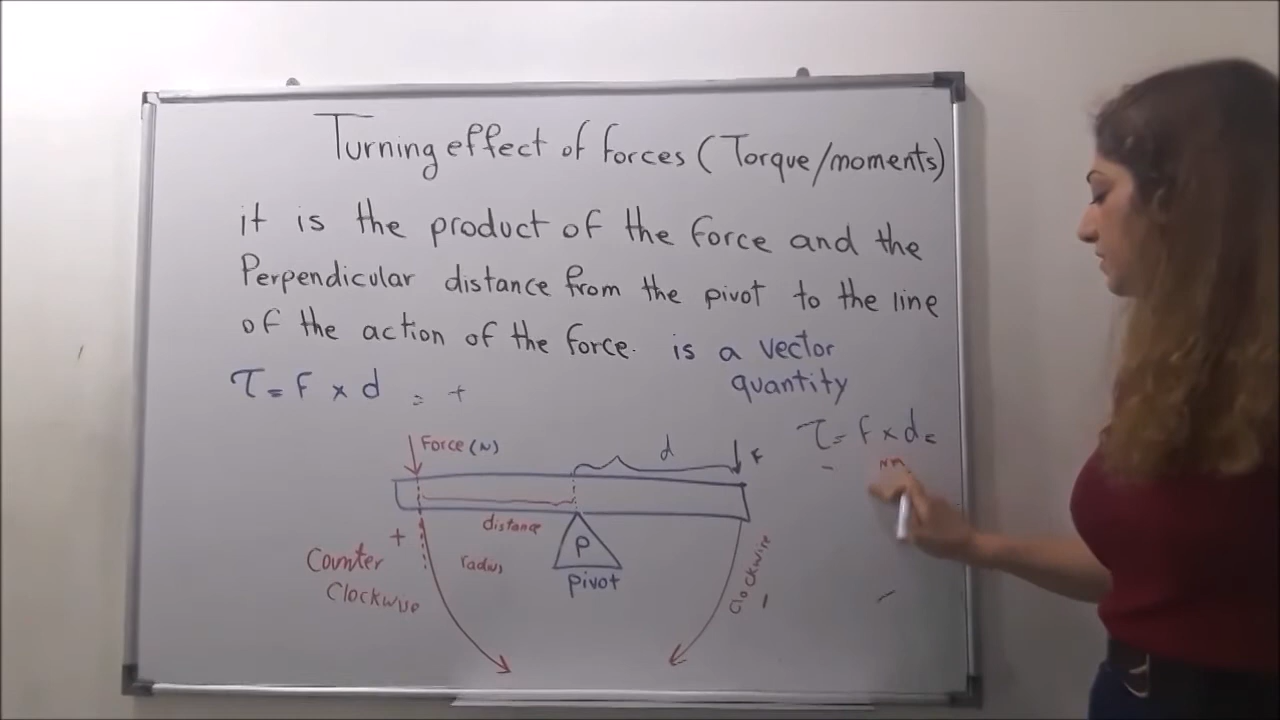 Turning effect of forces (Torque/moments)
it is the product of the force and the
Perpendicular distance from the pivot to the line
of the action of the force. is a vector
quantity
τ = F × d = +
τ = F × d =
-
Nm
Force (N)
d
F
distance
+
Counter
Clockwise
radius
P
Pivot
Clockwise
-